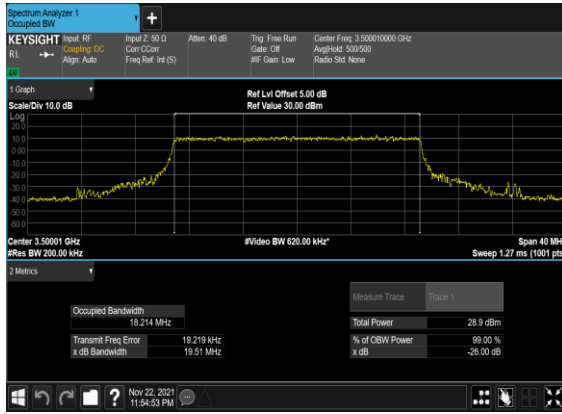 Spectrum Analyzer 1
Occupied BW
+
KEYSIGHT
RL
Input: RF
Coupling: DC
Align: Auto
Input Z: 50 Ω
Corr CCorr
Freq Ref: Int (S)
Atten: 40 dB
Trig: Free Run
Gate: Off
#IF Gain: Low
Center Freq: 3.500010000 GHz
Avg|Hold: 500/500
Radio Std: None
1 Graph
Scale/Div 10.0 dB
Ref Lvl Offset 5.00 dB
Ref Value 30.00 dBm
Log
20.0
10.0
0.00
-10.0
-20.0
-30.0
-40.0
-50.0
-60.0
Center 3.50001 GHz
#Res BW 200.00 kHz
#Video BW 620.00 kHz*
Span 40 MH
Sweep 1.27 ms (1001 pts
2 Metrics
Measure Trace
Trace 1
Occupied Bandwidth
18.214 MHz
Total Power
28.9 dBm
Transmit Freq Error
19.219 kHz
% of OBW Power
99.00 %
x dB Bandwidth
19.51 MHz
x dB
-26.00 dB
?
Nov 22, 2021
11:54:53 PM